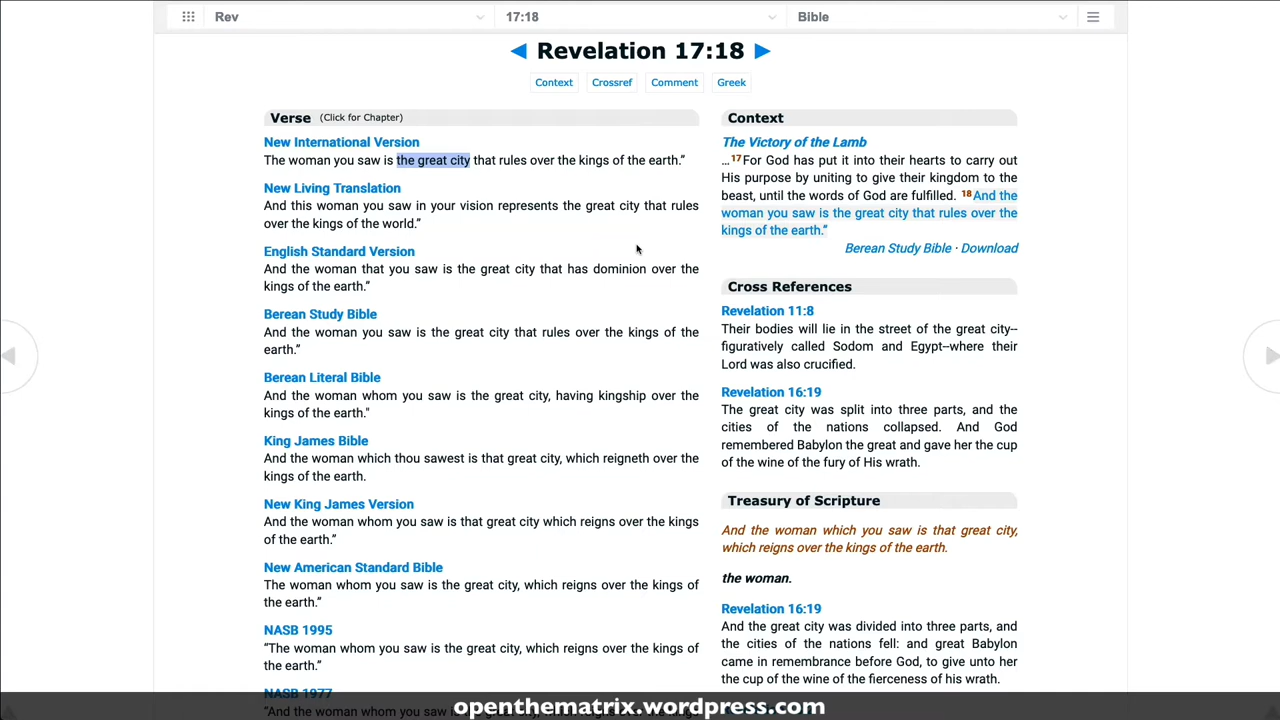 Rev
17:18
Bible
Revelation 17:18
Context
Crossref
Comment
Greek
Verse (Click for Chapter)
New International Version
The woman you saw is the great city that rules over the kings of the earth.”
New Living Translation
And this woman you saw in your vision represents the great city that rules
over the kings of the world.”
English Standard Version
And the woman that you saw is the great city that has dominion over the
kings of the earth.”
Berean Study Bible
And the woman you saw is the great city that rules over the kings of the
earth.”
Berean Literal Bible
And the woman whom you saw is the great city, having kingship over the
kings of the earth."
King James Bible
And the woman which thou sawest is that great city, which reigneth over the
kings of the earth.
New King James Version
And the woman whom you saw is that great city which reigns over the kings
of the earth.”
New American Standard Bible
The woman whom you saw is the great city, which reigns over the kings of
the earth.”
NASB 1995
“The woman whom you saw is the great city, which reigns over the kings of
the earth.”
NASB 1977
“And the woman whom you saw is the great city, which reigns over the kings
Context
The Victory of the Lamb
…17For God has put it into their hearts to carry out
His purpose by uniting to give their kingdom to the
beast, until the words of God are fulfilled. 18And the
woman you saw is the great city that rules over the
kings of the earth.”
Berean Study Bible · Download
Cross References
Revelation 11:8
Their bodies will lie in the street of the great city--
figuratively called Sodom and Egypt--where their
Lord was also crucified.
Revelation 16:19
The great city was split into three parts, and the
cities of the nations collapsed. And God
remembered Babylon the great and gave her the cup
of the wine of the fury of His wrath.
Treasury of Scripture
And the woman which you saw is that great city,
which reigns over the kings of the earth.
the woman.
Revelation 16:19
And the great city was divided into three parts, and
the cities of the nations fell: and great Babylon
came in remembrance before God, to give unto her
the cup of the wine of the fierceness of his wrath.
openthematrix.wordpress.com